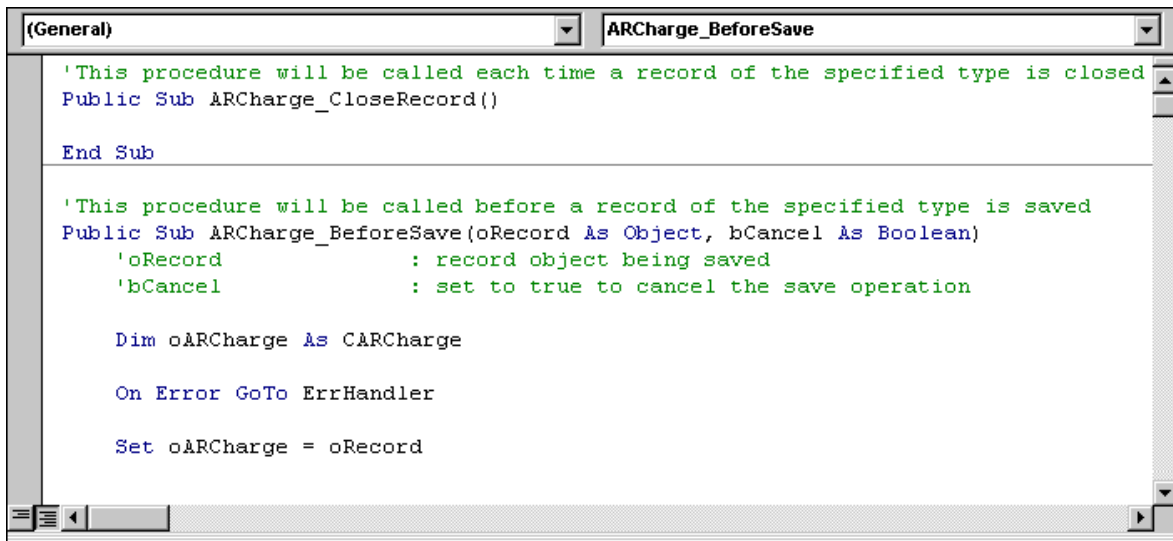 (General) ARCharge_BeforeSave
'This procedure will be called each time a record of the specified type is closed
Public Sub ARCharge_CloseRecord()
End Sub
'This procedure will be called before a record of the specified type is saved
Public Sub ARCharge_BeforeSave(oRecord As Object, bCancel As Boolean)
'oRecord : record object being saved
'bCancel : set to true to cancel the save operation
Dim oARCharge As CARCharge
On Error GoTo ErrHandler
Set oARCharge = oRecord